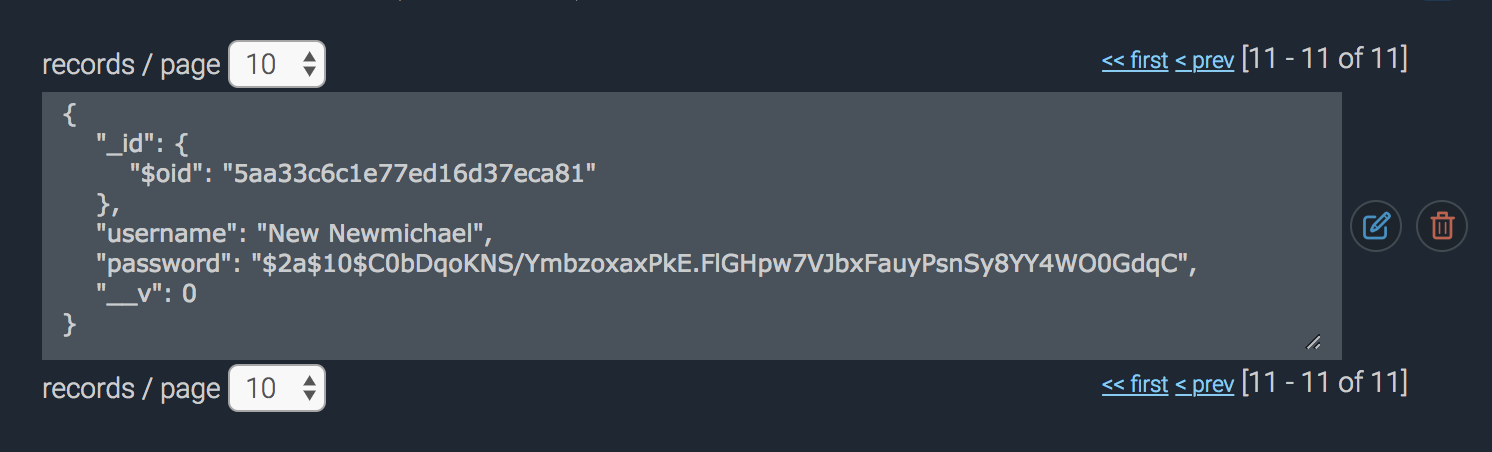 records / page 10 << first < prev [11 - 11 of 11]
{
"_id": {
"$oid": "5aa33c6c1e77ed16d37eca81"
},
"username": "New Newmichael",
"password": "$2a$10$C0bDqoKNS/YmbzoxaxPkE.FlGHpw7VJbxFauyPsnSy8YY4WO0GdqC",
"__v": 0
}
records / page 10 << first < prev [11 - 11 of 11]